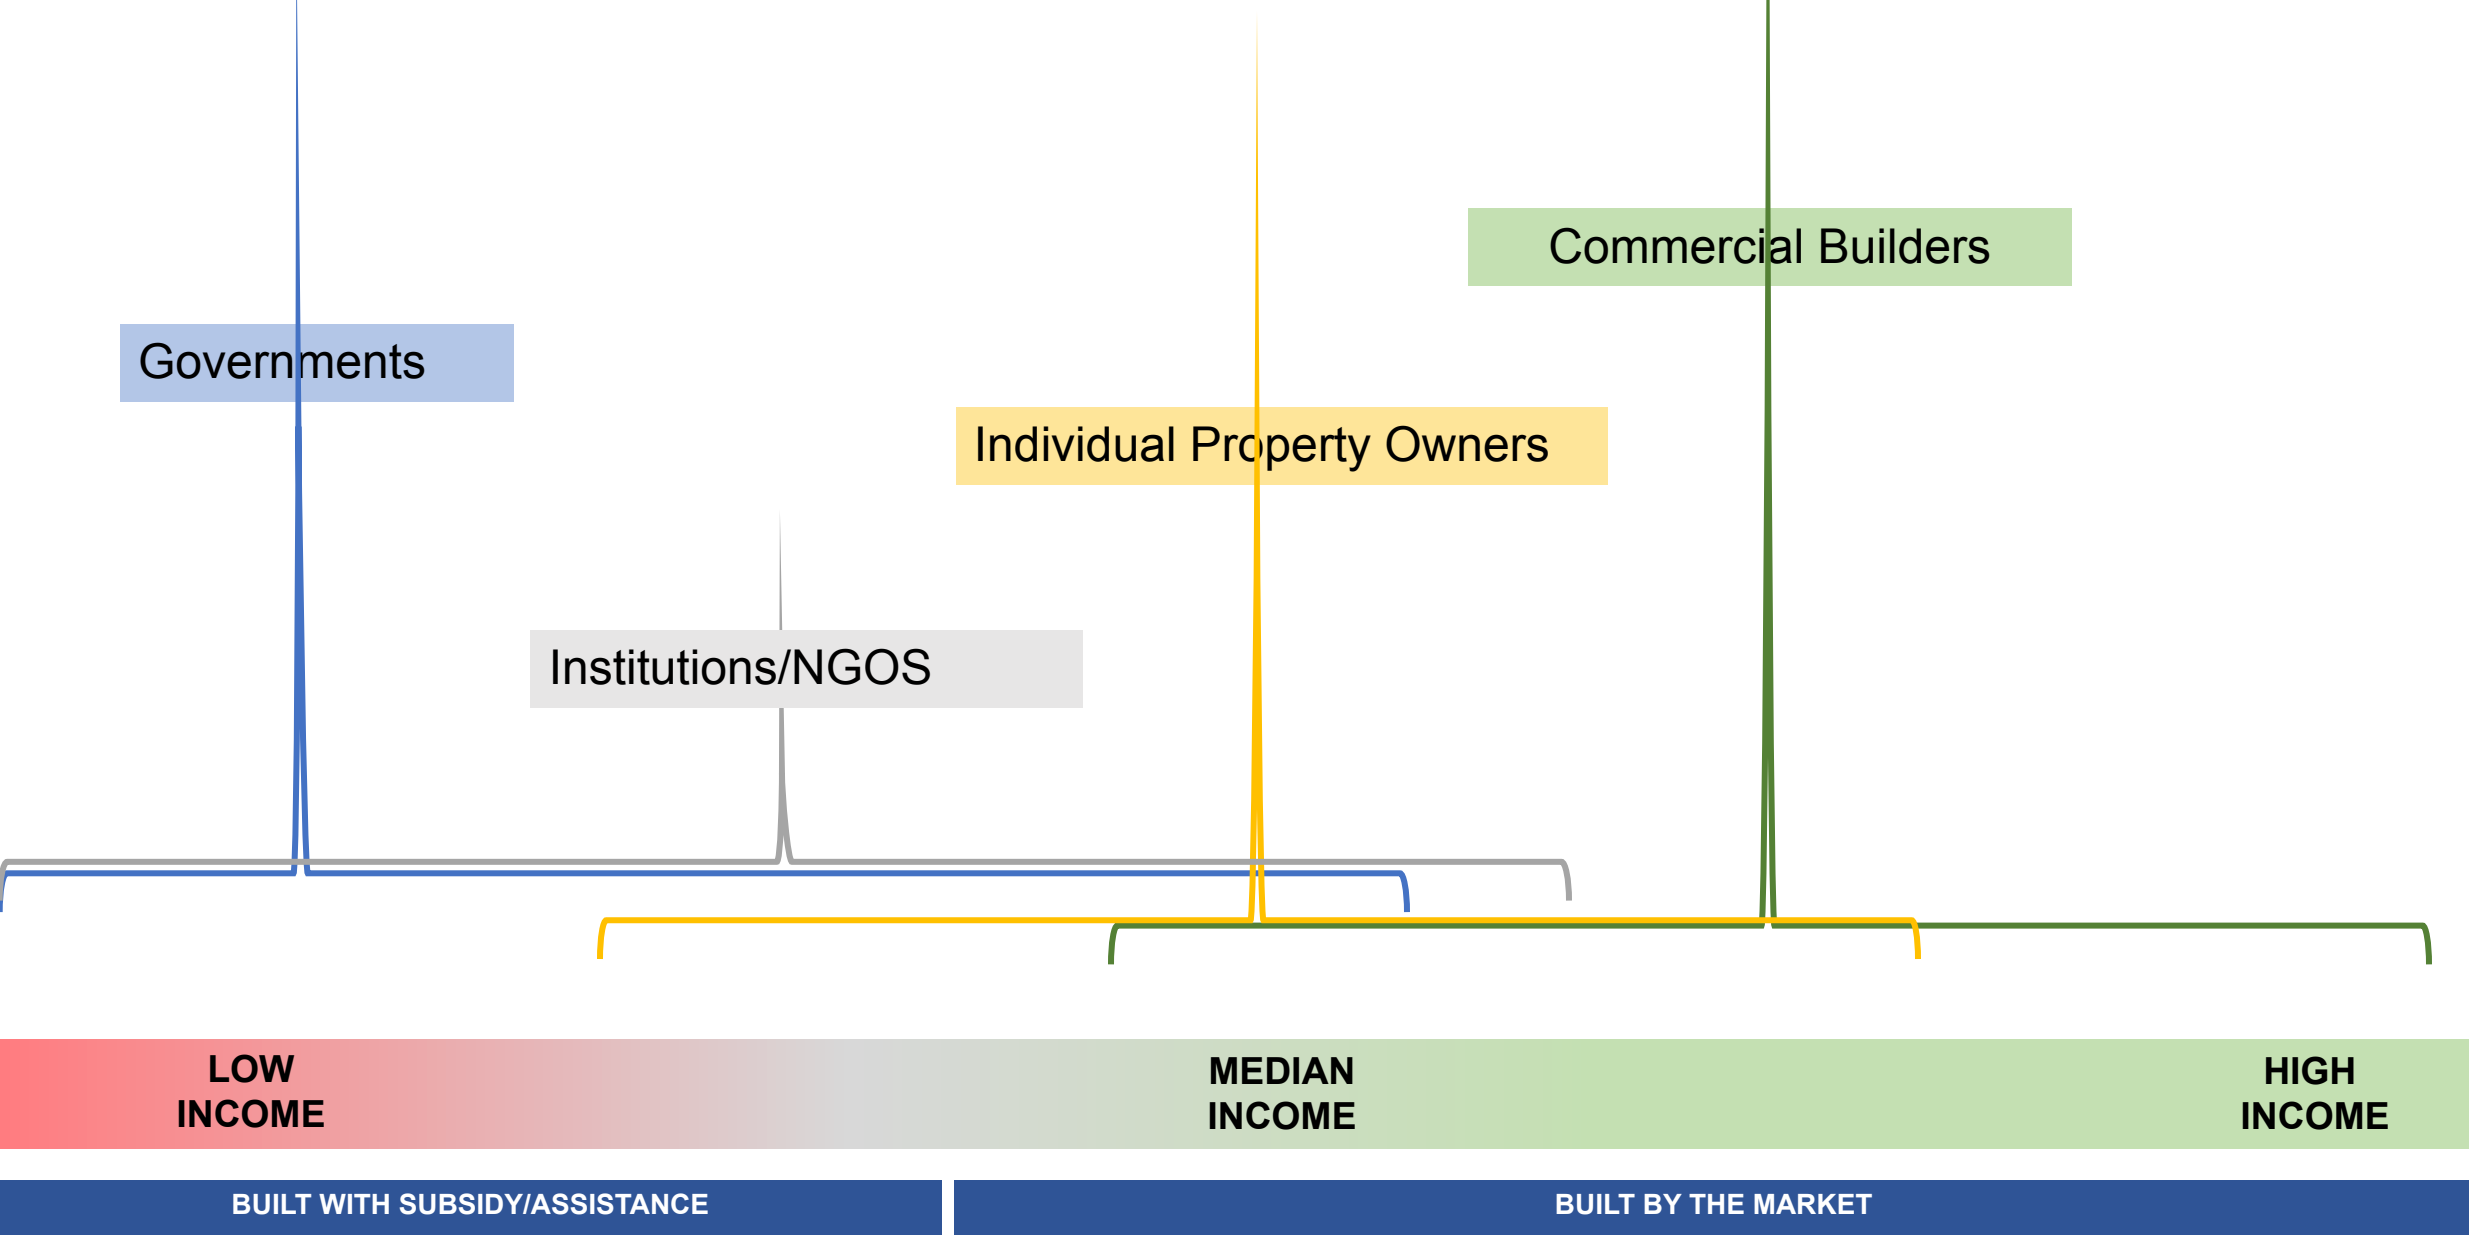 Commercial Builders
Governments
Individual Property Owners
Institutions/NGOS
LOW
INCOME
MEDIAN
INCOME
HIGH
INCOME
BUILT WITH SUBSIDY/ASSISTANCE
BUILT BY THE MARKET